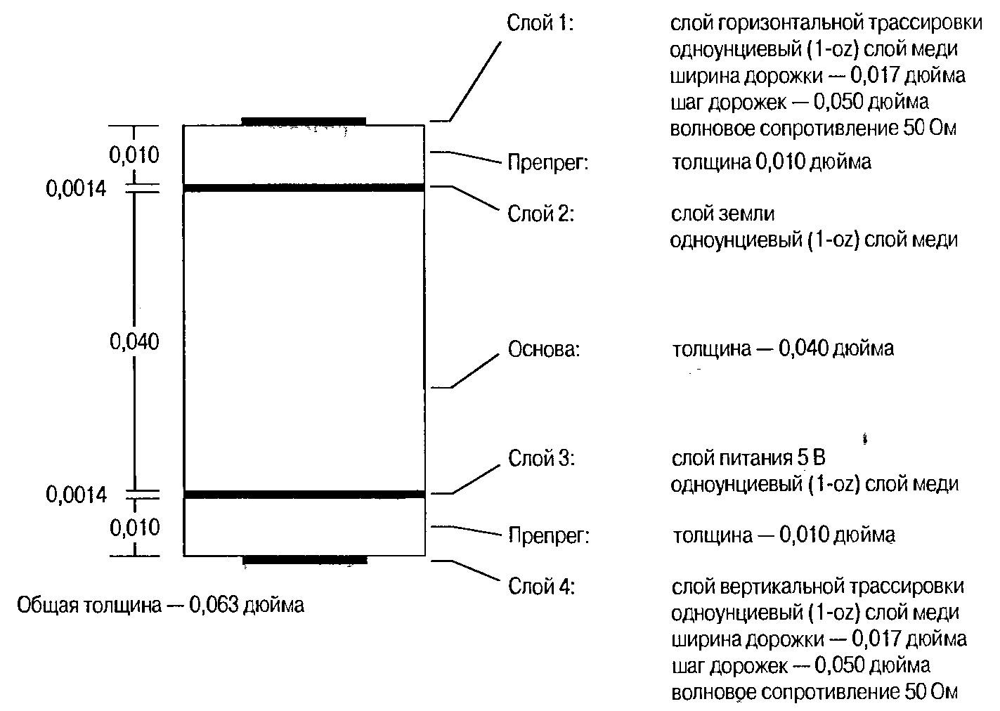 Слой 1: слой горизонтальной трассировки
одноунциевый (1-oz) слой меди
ширина дорожки — 0,017 дюйма
шаг дорожек — 0,050 дюйма
волновое сопротивление 50 Ом
0,010
Препрег: толщина 0,010 дюйма
0,0014
Слой 2: слой земли
одноунциевый (1-oz) слой меди
0,040
Основа: толщина — 0,040 дюйма
Слой 3: слой питания 5 В
одноунциевый (1-oz) слой меди
0,0014
0,010
Препрег: толщина — 0,010 дюйма
Слой 4: слой вертикальной трассировки
Общая толщина — 0,063 дюйма
одноунциевый (1-oz) слой меди
ширина дорожки — 0,017 дюйма
шаг дорожек — 0,050 дюйма
волновое сопротивление 50 Ом